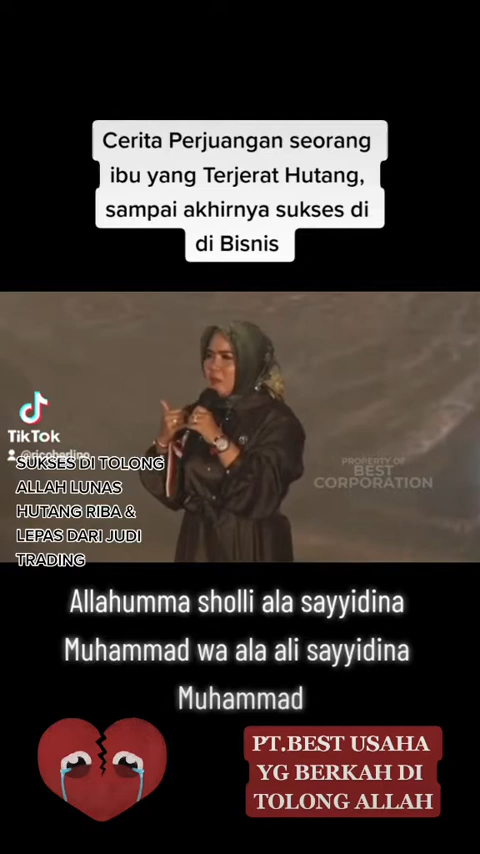 Cerita Perjuangan seorang
ibu yang Terjerat Hutang,
sampai akhirnya sukses di
di Bisnis
TikTok
@ricoherlino
SUKSES DI TOLONG
ALLAH LUNAS
HUTANG RIBA &
LEPAS DARI JUDI
TRADING
PROPERTY OF
BEST
CORPORATION
Allahumma sholli ala sayyidina
Muhammad wa ala ali sayyidina
Muhammad
PT.BEST USAHA
YG BERKAH DI
TOLONG ALLAH